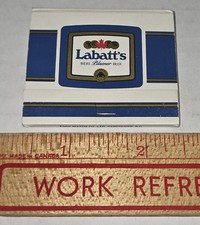 Labatt's
Pilsener
MADE IN CANADA
1 2
WORK REFRE